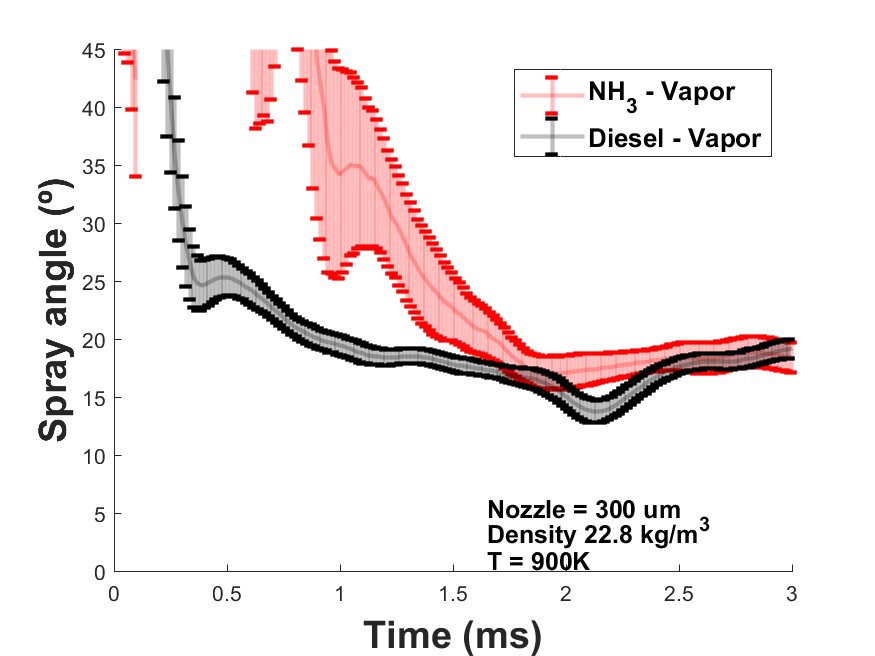 45
40
35
30
25
20
15
10
5
0
Spray angle (º)
NH3 - Vapor
Diesel - Vapor
Nozzle = 300 um
Density 22.8 kg/m3
T = 900K
0 0.5 1 1.5 2 2.5 3
Time (ms)